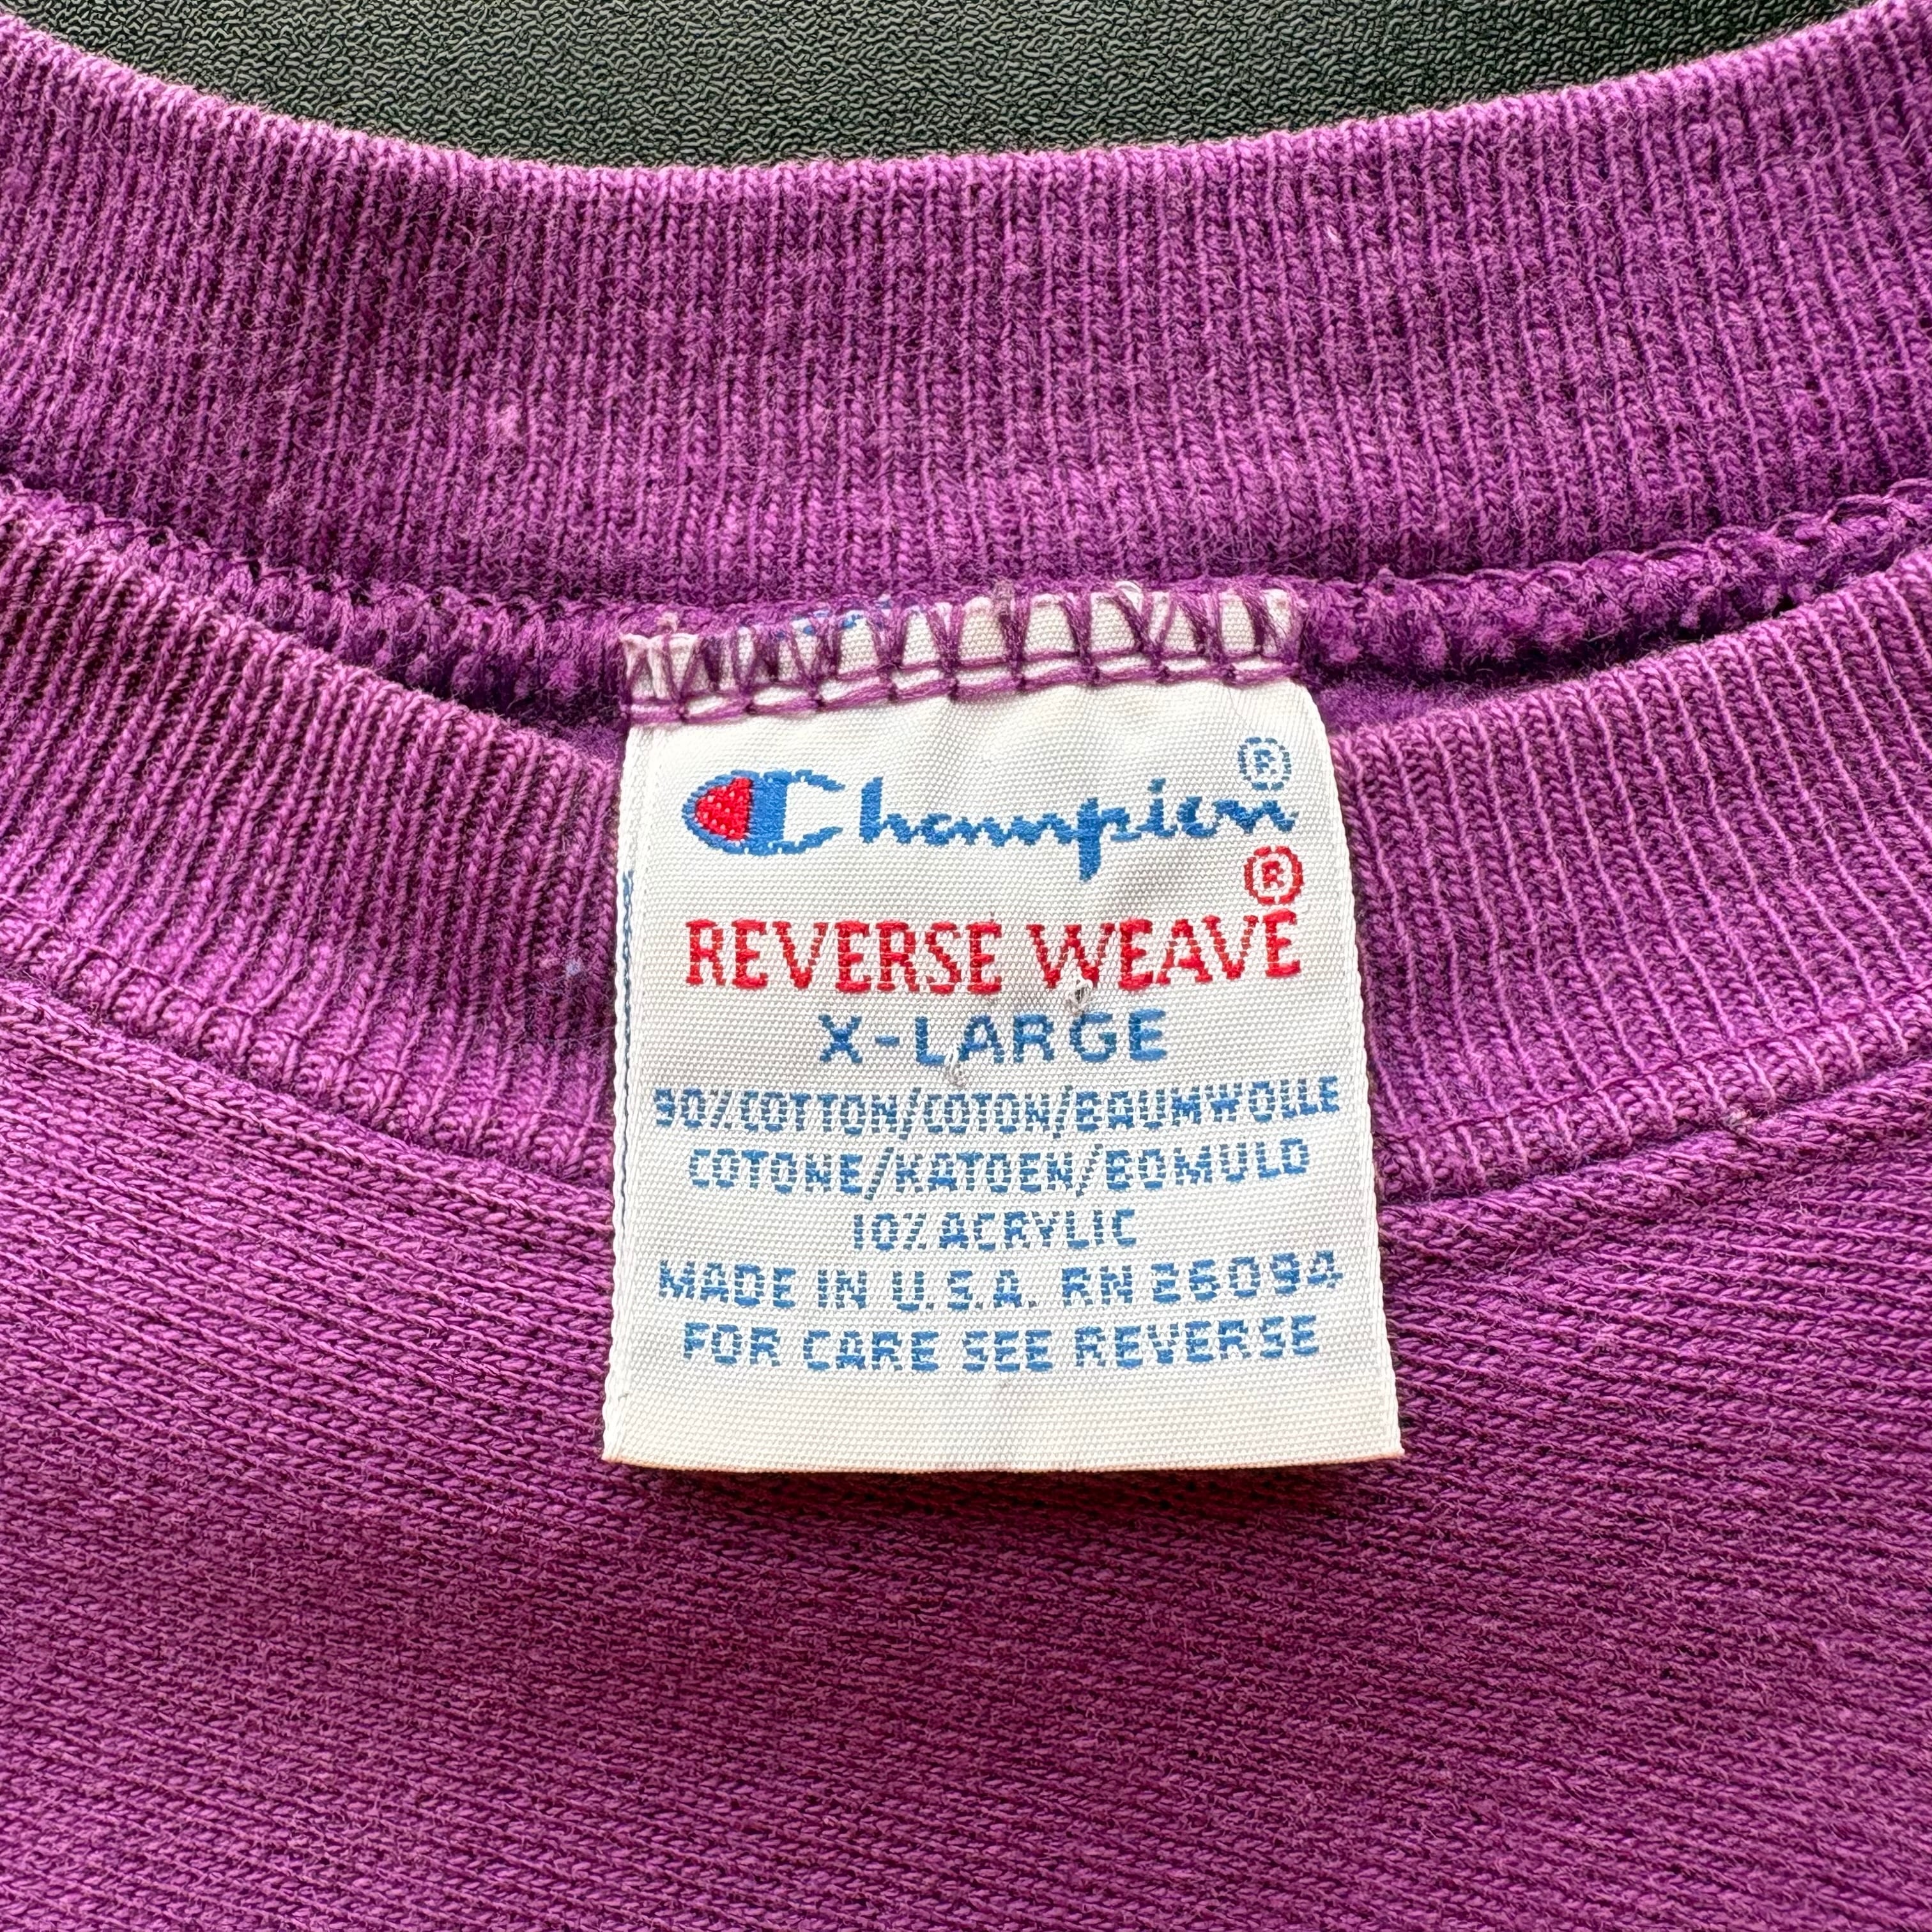 Champion®
REVERSE WEAVE®
X-LARGE
90% COTTON/COTON/BAUMWOLLE
COTONE/KATOEN/BOMULD
10% ACRYLIC
MADE IN U.S.A. RN 26094
FOR CARE SEE REVERSE